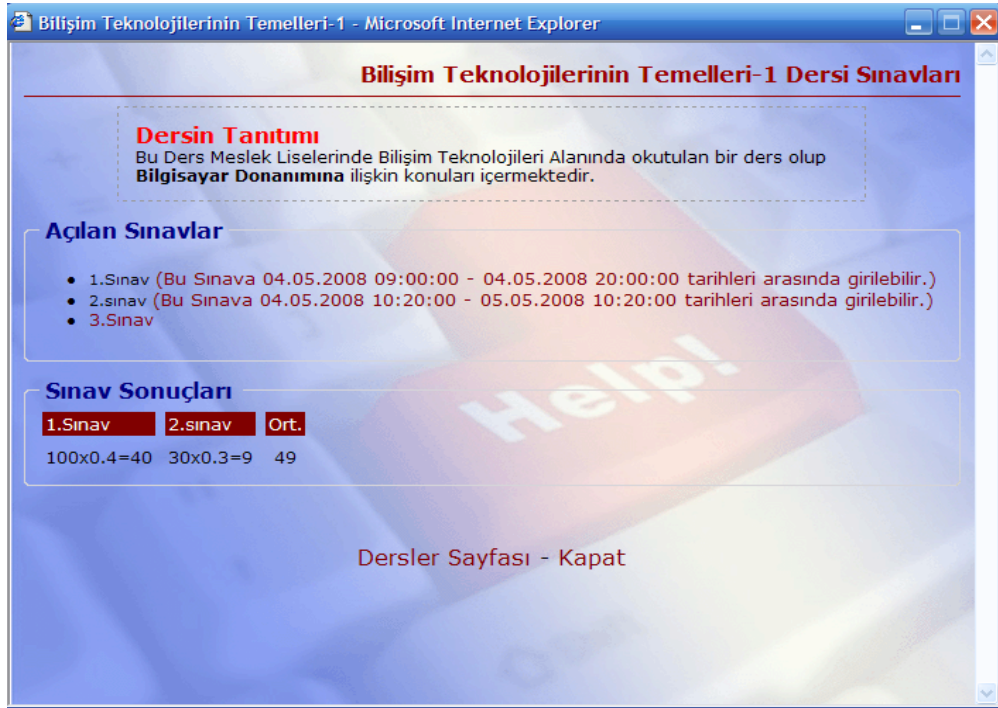 Bilişim Teknolojilerinin Temelleri-1 - Microsoft Internet Explorer
Bilişim Teknolojilerinin Temelleri-1 Dersi Sınavları
Dersin Tanıtımı
Bu Ders Meslek Liselerinde Bilişim Teknolojileri Alanında okutulan bir ders olup
Bilgisayar Donanımına ilişkin konuları içermektedir.
Açılan Sınavlar
• 1.Sınav (Bu Sınava 04.05.2008 09:00:00 - 04.05.2008 20:00:00 tarihleri arasında girilebilir.)
• 2.sınav (Bu Sınava 04.05.2008 10:20:00 - 05.05.2008 10:20:00 tarihleri arasında girilebilir.)
• 3.Sınav
Help!
Sınav Sonuçları
1.Sınav 2.sınav Ort.
100x0.4=40 30x0.3=9 49
Dersler Sayfası - Kapat